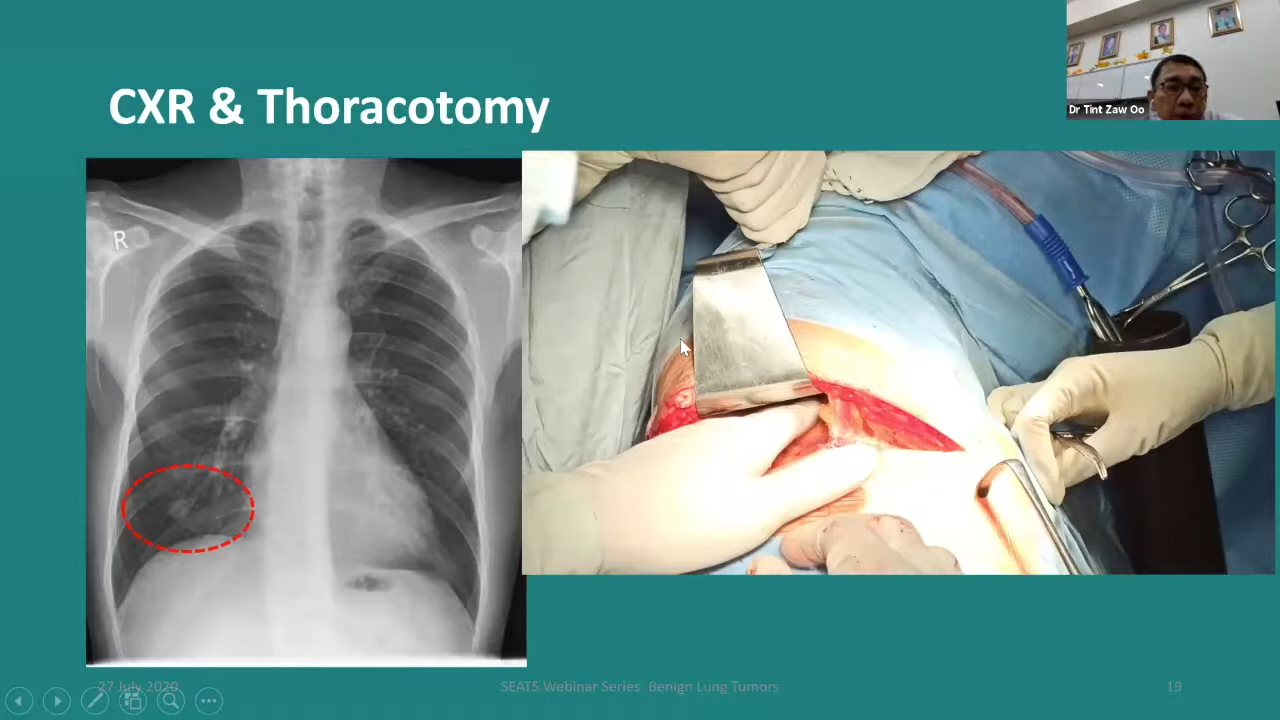 CXR & Thoracotomy
Dr Tint Zaw Oo
R
27 July 2020
SEATS Webinar Series Benign Lung Tumors
19